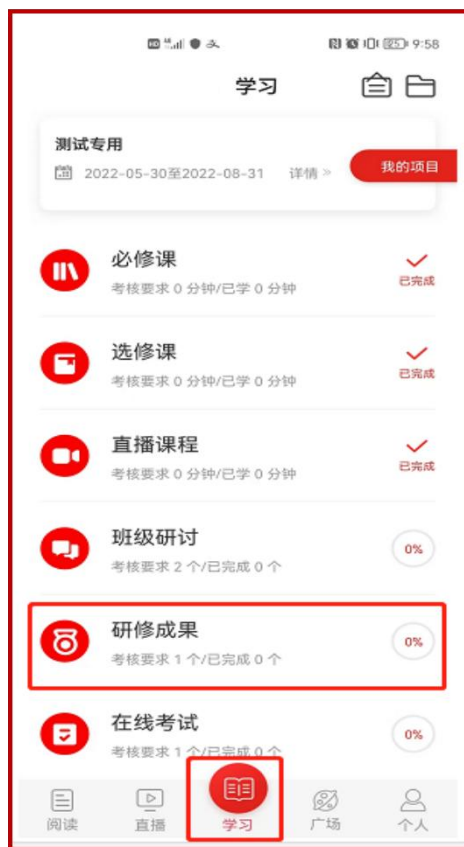 HD 4G 25 9:58
学习
测试专用
2022-05-30至2022-08-31 详情 »
我的项目
必修课
考核要求 0 分钟/已学 0 分钟
已完成
选修课
考核要求 0 分钟/已学 0 分钟
已完成
直播课程
考核要求 0 分钟/已学 0 分钟
已完成
班级研讨
考核要求 2 个/已完成 0 个
0%
研修成果
考核要求 1 个/已完成 0 个
0%
在线考试
考核要求 1 个/已完成 0 个
0%
阅读 直播 学习 广场 个人